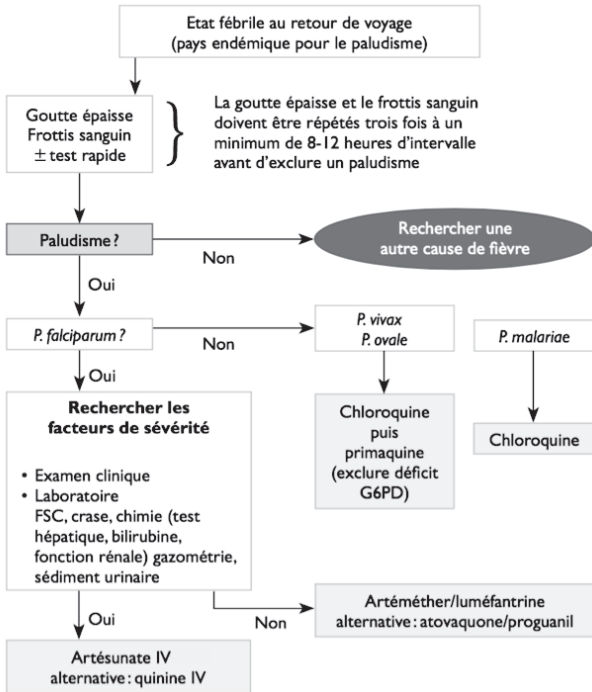 Etat fébrile au retour de voyage
(pays endémique pour le paludisme)
Goutte épaisse
Frottis sanguin
± test rapide
La goutte épaisse et le frottis sanguin
doivent être répétés trois fois à un
minimum de 8-12 heures d'intervalle
avant d'exclure un paludisme
Paludisme ?
Non
Rechercher une
autre cause de fièvre
Oui
P. falciparum ?
Non
P. vivax
P. ovale
P. malariae
Oui
Rechercher les
facteurs de sévérité
• Examen clinique
• Laboratoire
FSC, crase, chimie (test
hépatique, bilirubine,
fonction rénale) gazométrie,
sédiment urinaire
Chloroquine
puis
primaquine
(exclure déficit
G6PD)
Chloroquine
Oui
Non
Artéméther/luméfantrine
alternative : atovaquone/proguanil
Artésunate IV
alternative : quinine IV